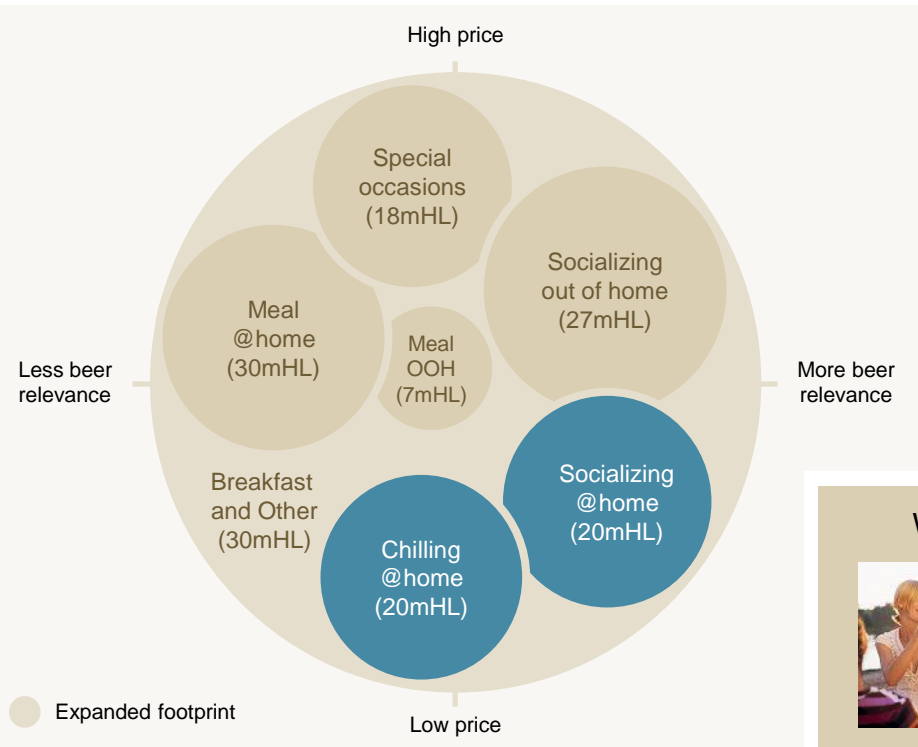 High price
Special
occasions
(18mHL)
Socializing
out of home
(27mHL)
Meal
@home
(30mHL)
Meal
OOH
(7mHL)
Less beer
relevance
More beer
relevance
Breakfast
and Other
(30mHL)
Socializing
@home
(20mHL)
Chilling
@home
(20mHL)
Expanded footprint
Low price